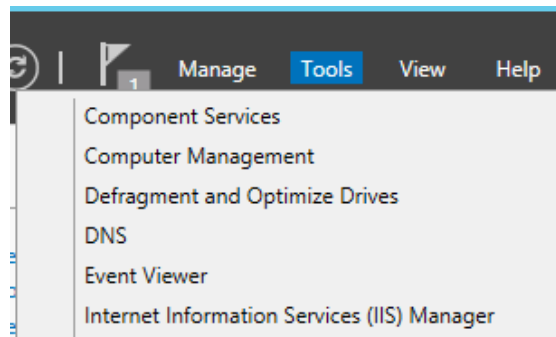 1 Manage Tools View Help
Component Services
Computer Management
Defragment and Optimize Drives
DNS
Event Viewer
Internet Information Services (IIS) Manager